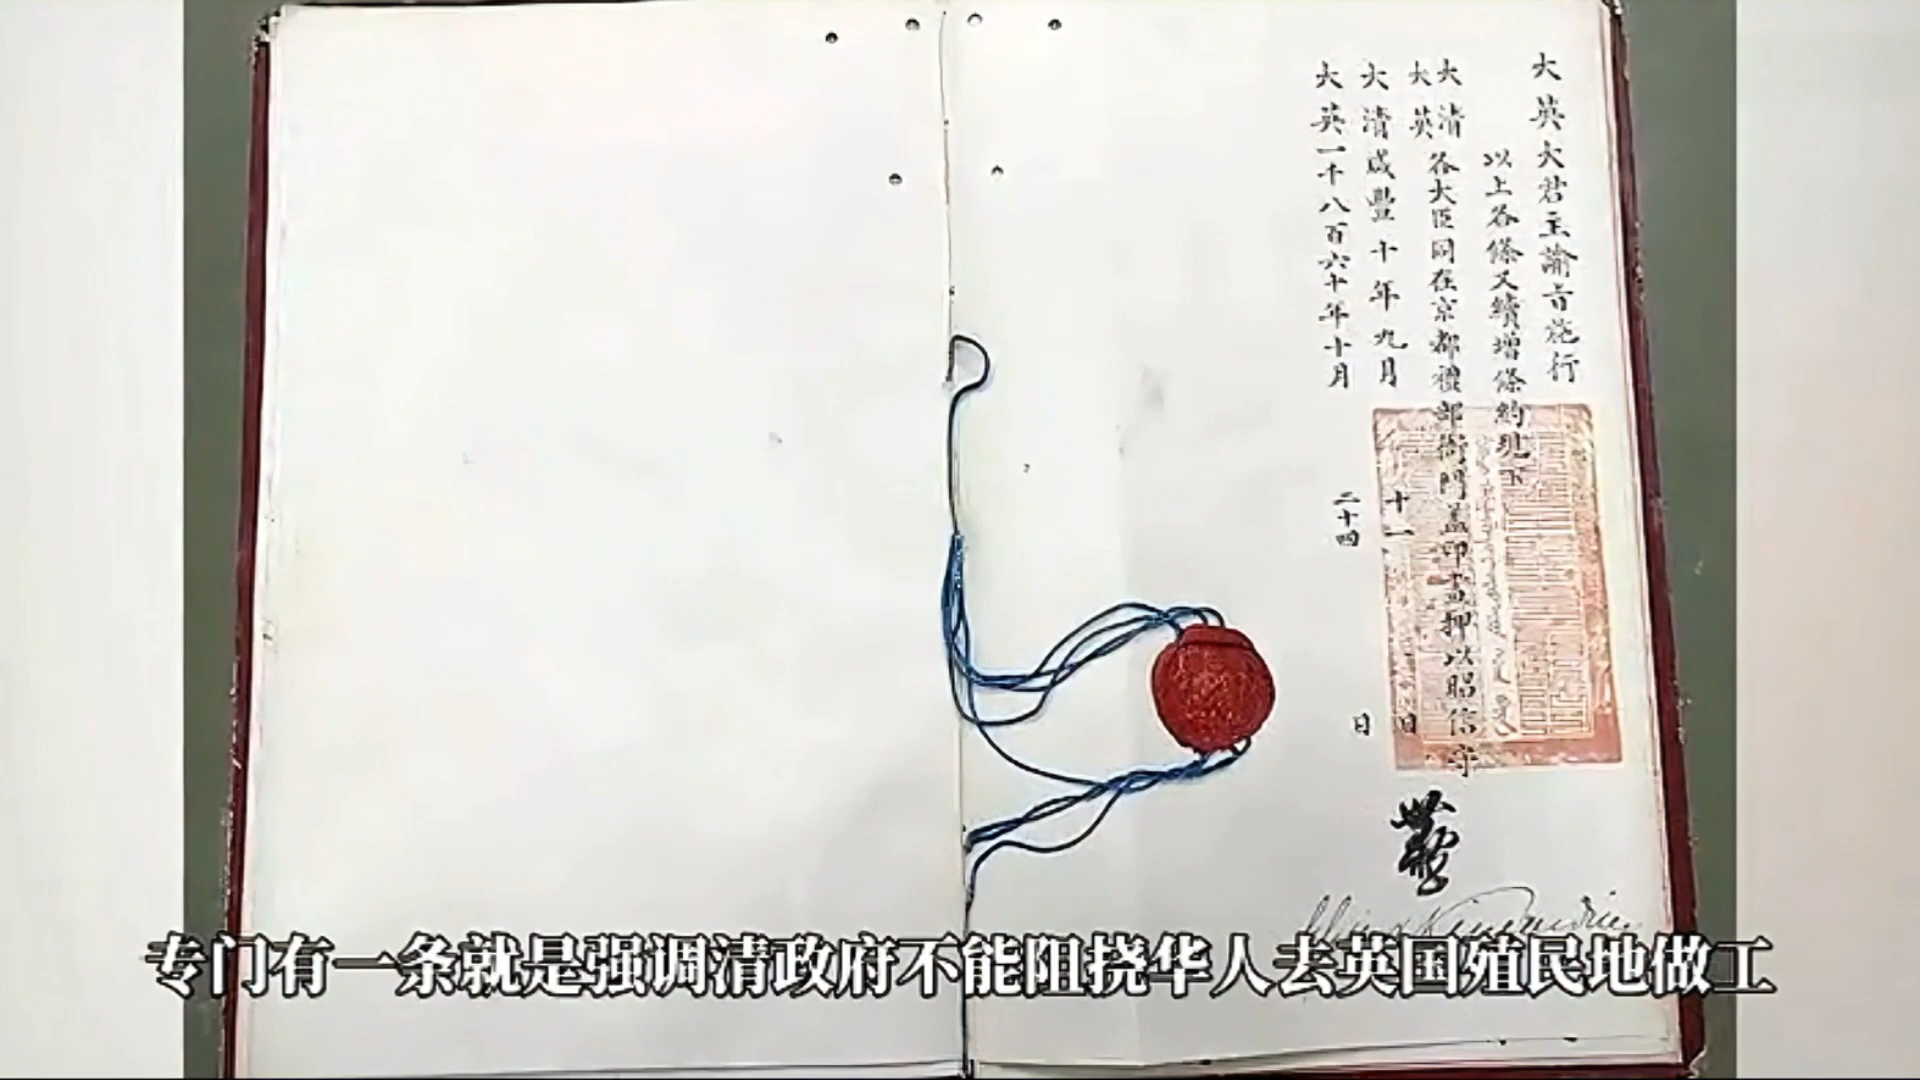 大英大君主諭旨施行
以上各條又續增條約現下
大清
大英
各大臣同在京都禮部衙門蓋印畫押以昭信守
大清咸豐十年九月十一日
大英一千八百六十年十月二十四日
专门有一条就是强调清政府不能阻挠华人去英国殖民地做工